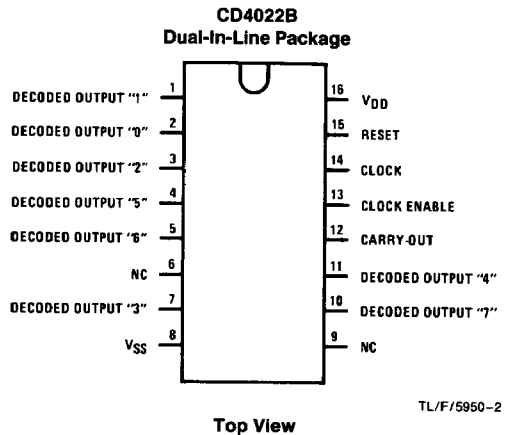 CD4022B
Dual-In-Line Package
DECODED OUTPUT "1" 1
DECODED OUTPUT "0" 2
DECODED OUTPUT "2" 3
DECODED OUTPUT "5" 4
DECODED OUTPUT "6" 5
NC 6
DECODED OUTPUT "3" 7
VSS 8
16 VDD
15 RESET
14 CLOCK
13 CLOCK ENABLE
12 CARRY-OUT
11 DECODED OUTPUT "4"
10 DECODED OUTPUT "7"
9 NC
TL/F/5950-2
Top View